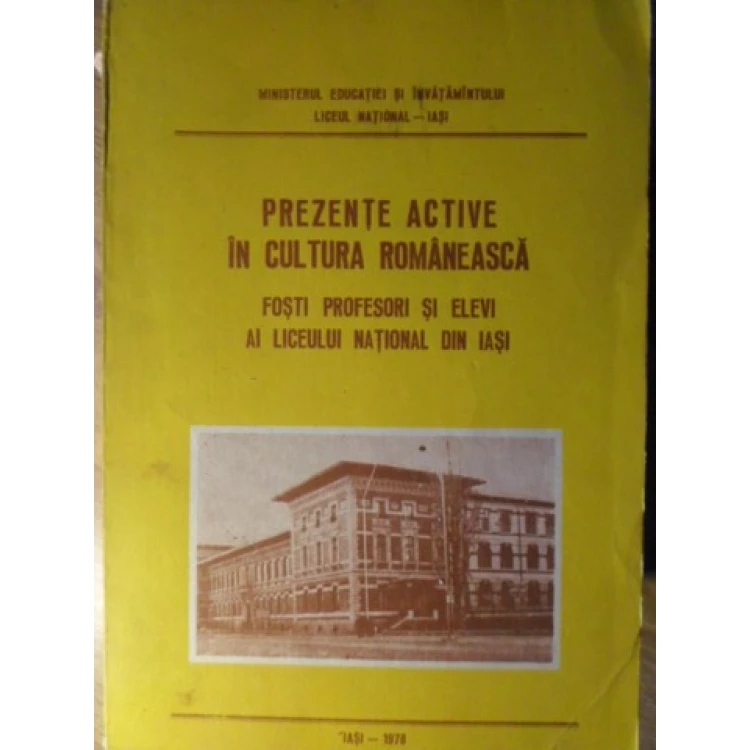 MINISTERUL EDUCAȚIEI ȘI ÎNVĂȚĂMÎNTULUI
LICEUL NAȚIONAL — IAȘI
PREZENȚE ACTIVE
ÎN CULTURA ROMÂNEASCĂ
FOȘTI PROFESORI ȘI ELEVI
AI LICEULUI NAȚIONAL DIN IAȘI
IAȘI — 1978